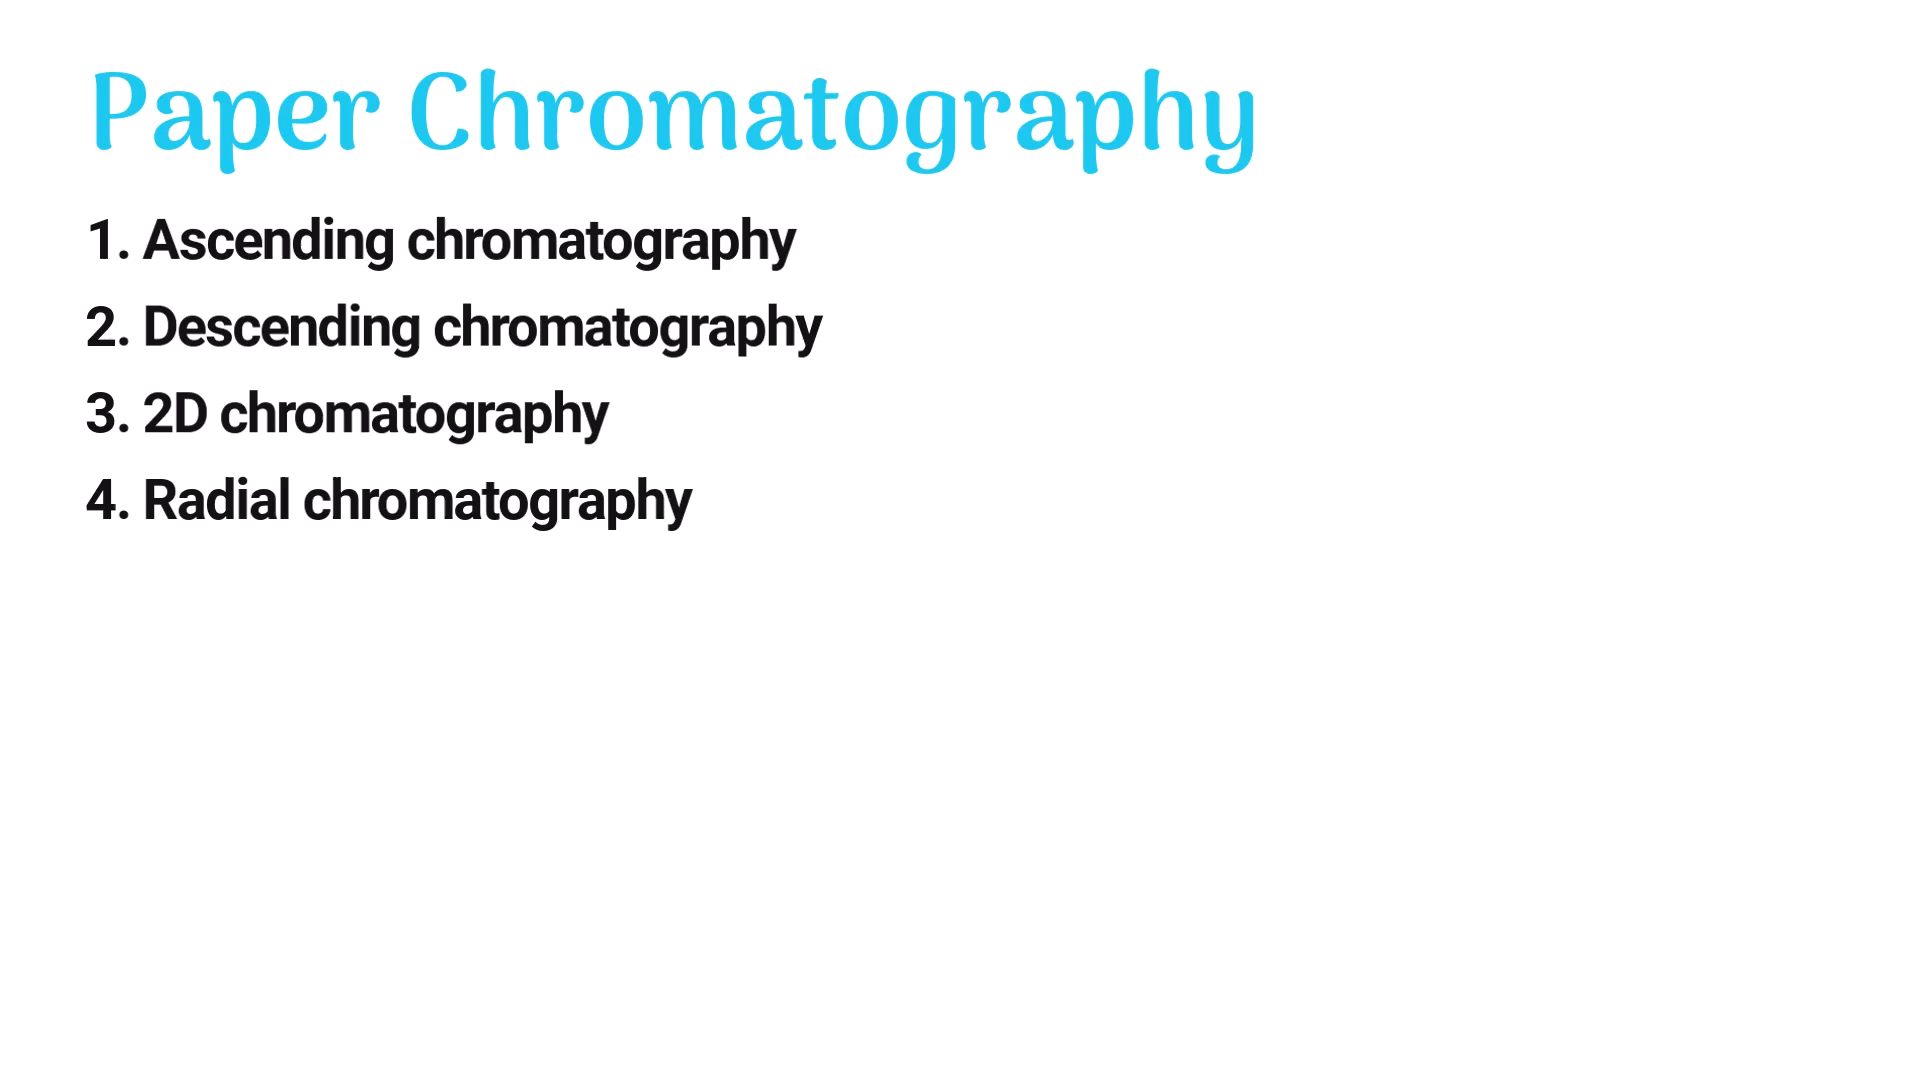 Paper Chromatography
1. Ascending chromatography
2. Descending chromatography
3. 2D chromatography
4. Radial chromatography